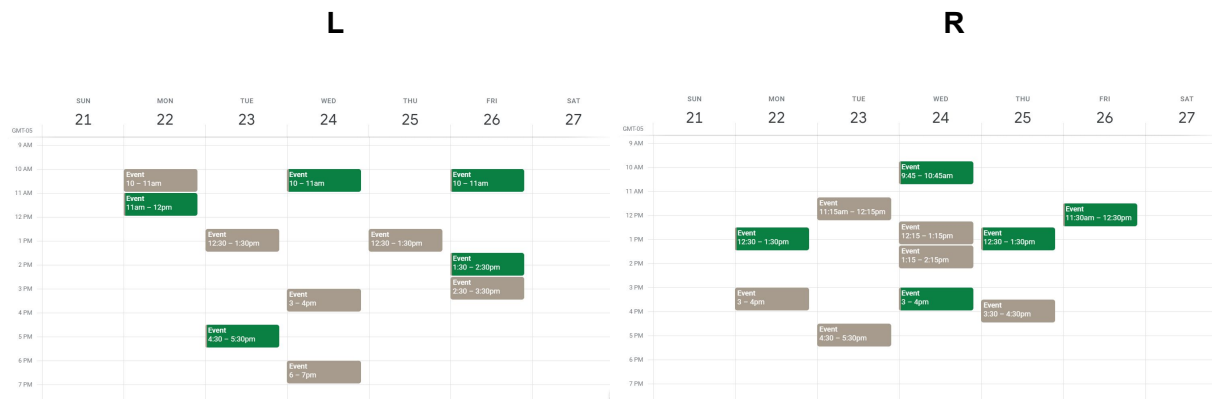 L
R
SUN MON TUE WED THU FRI SAT
GMT-05 21 22 23 24 25 26 27
9 AM
10 AM
Event
10 – 11am
Event
10 – 11am
Event
10 – 11am
11 AM
Event
11am – 12pm
12 PM
Event
12:30 – 1:30pm
Event
12:30 – 1:30pm
1 PM
Event
1:30 – 2:30pm
2 PM
Event
2:30 – 3:30pm
3 PM
Event
3 – 4pm
4 PM
Event
4:30 – 5:30pm
5 PM
6 PM
Event
6 – 7pm
7 PM
SUN MON TUE WED THU FRI SAT
GMT-05 21 22 23 24 25 26 27
9 AM
Event
9:45 – 10:45am
10 AM
11 AM
Event
11:15am – 12:15pm
Event
11:30am – 12:30pm
12 PM
Event
12:15 – 1:15pm
Event
12:30 – 1:30pm
Event
12:30 – 1:30pm
1 PM
Event
1:15 – 2:15pm
2 PM
3 PM
Event
3 – 4pm
Event
3 – 4pm
Event
3:30 – 4:30pm
4 PM
Event
4:30 – 5:30pm
5 PM
6 PM
7 PM